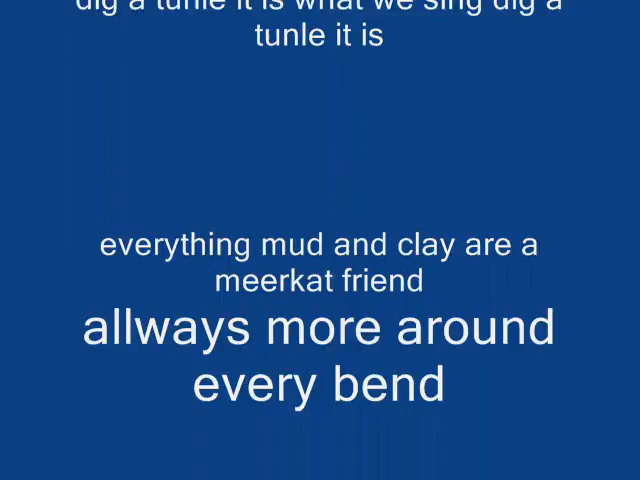 dig a tunle it is what we sing dig a
tunle it is
everything mud and clay are a
meerkat friend
allways more around
every bend